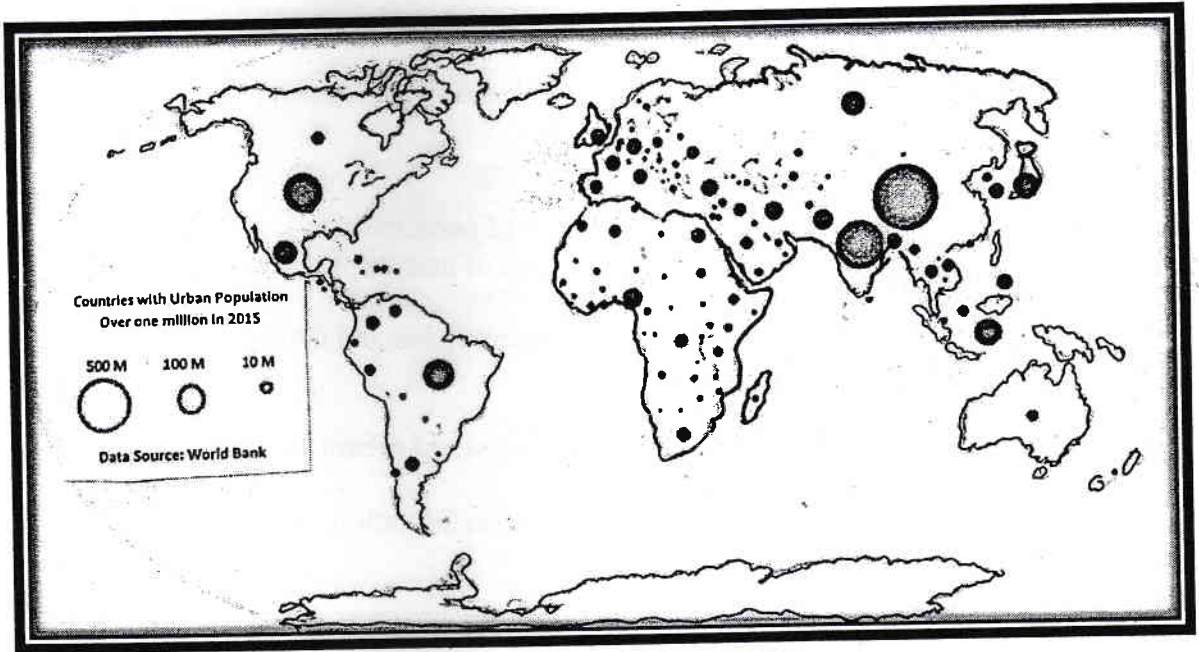 Countries with Urban Population
Over one million in 2015
500 M 100 M 10 M
Data Source: World Bank